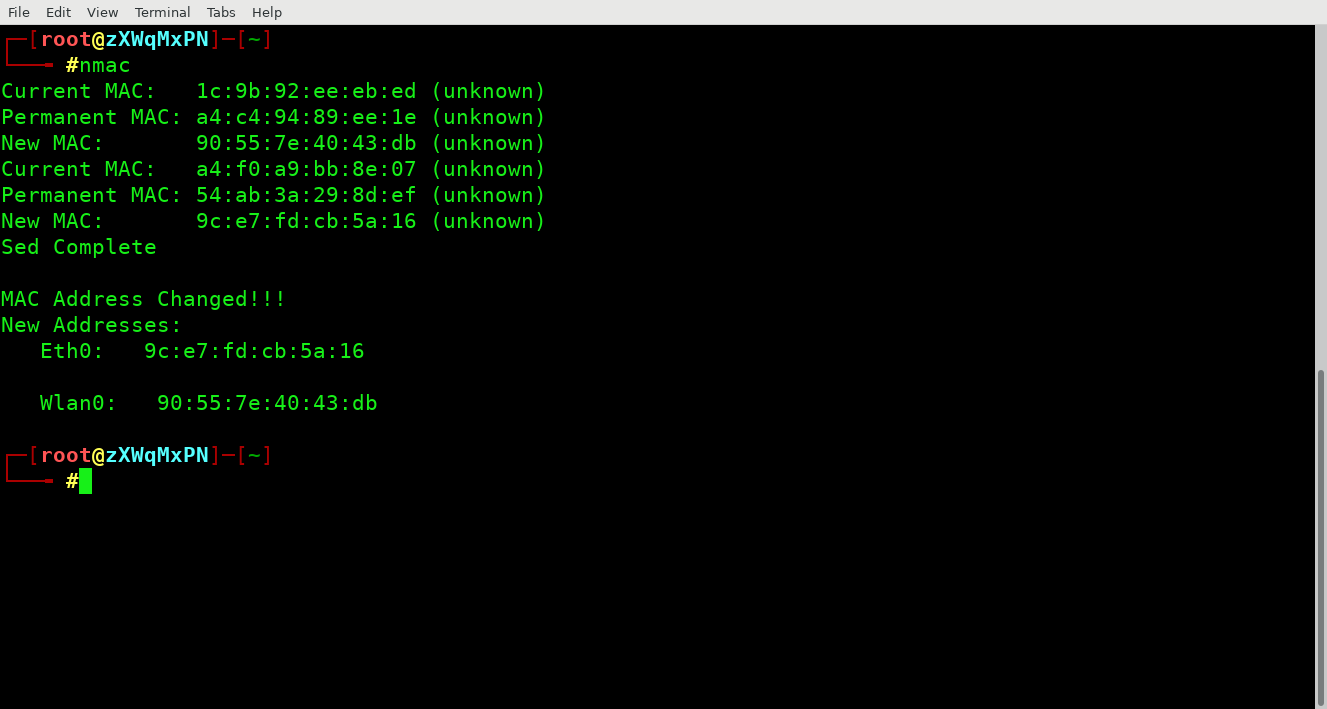 File Edit View Terminal Tabs Help
┌─[root@zXWqMxPN]─[~]
└──╼ #nmac
Current MAC:   1c:9b:92:ee:eb:ed (unknown)
Permanent MAC: a4:c4:94:89:ee:1e (unknown)
New MAC:       90:55:7e:40:43:db (unknown)
Current MAC:   a4:f0:a9:bb:8e:07 (unknown)
Permanent MAC: 54:ab:3a:29:8d:ef (unknown)
New MAC:       9c:e7:fd:cb:5a:16 (unknown)
Sed Complete
MAC Address Changed!!!
New Addresses:
   Eth0:   9c:e7:fd:cb:5a:16
   Wlan0:   90:55:7e:40:43:db
┌─[root@zXWqMxPN]─[~]
└──╼ #